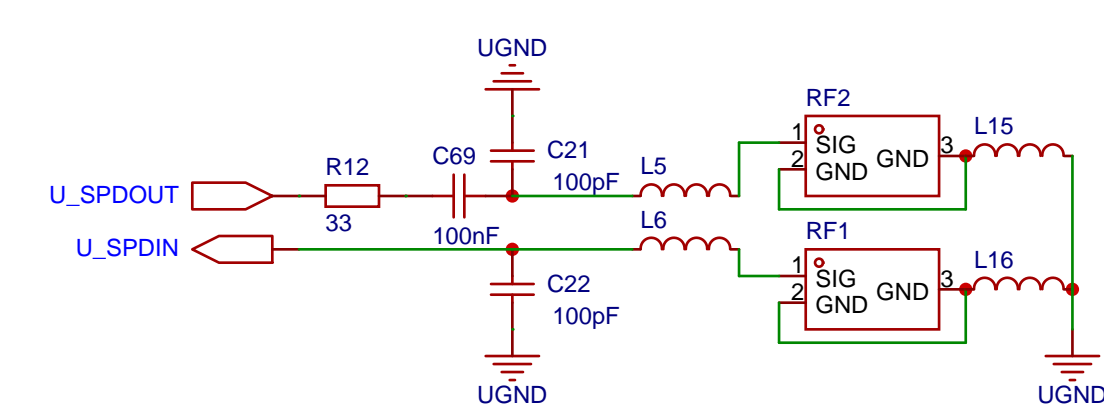 UGND
RF2
L15
1
SIG
2
GND
GND
3
C21
100pF
C69
R12
L5
U_SPDOUT
33
100nF
L6
U_SPDIN
RF1
L16
1
SIG
2
GND
GND
3
C22
100pF
UGND
UGND